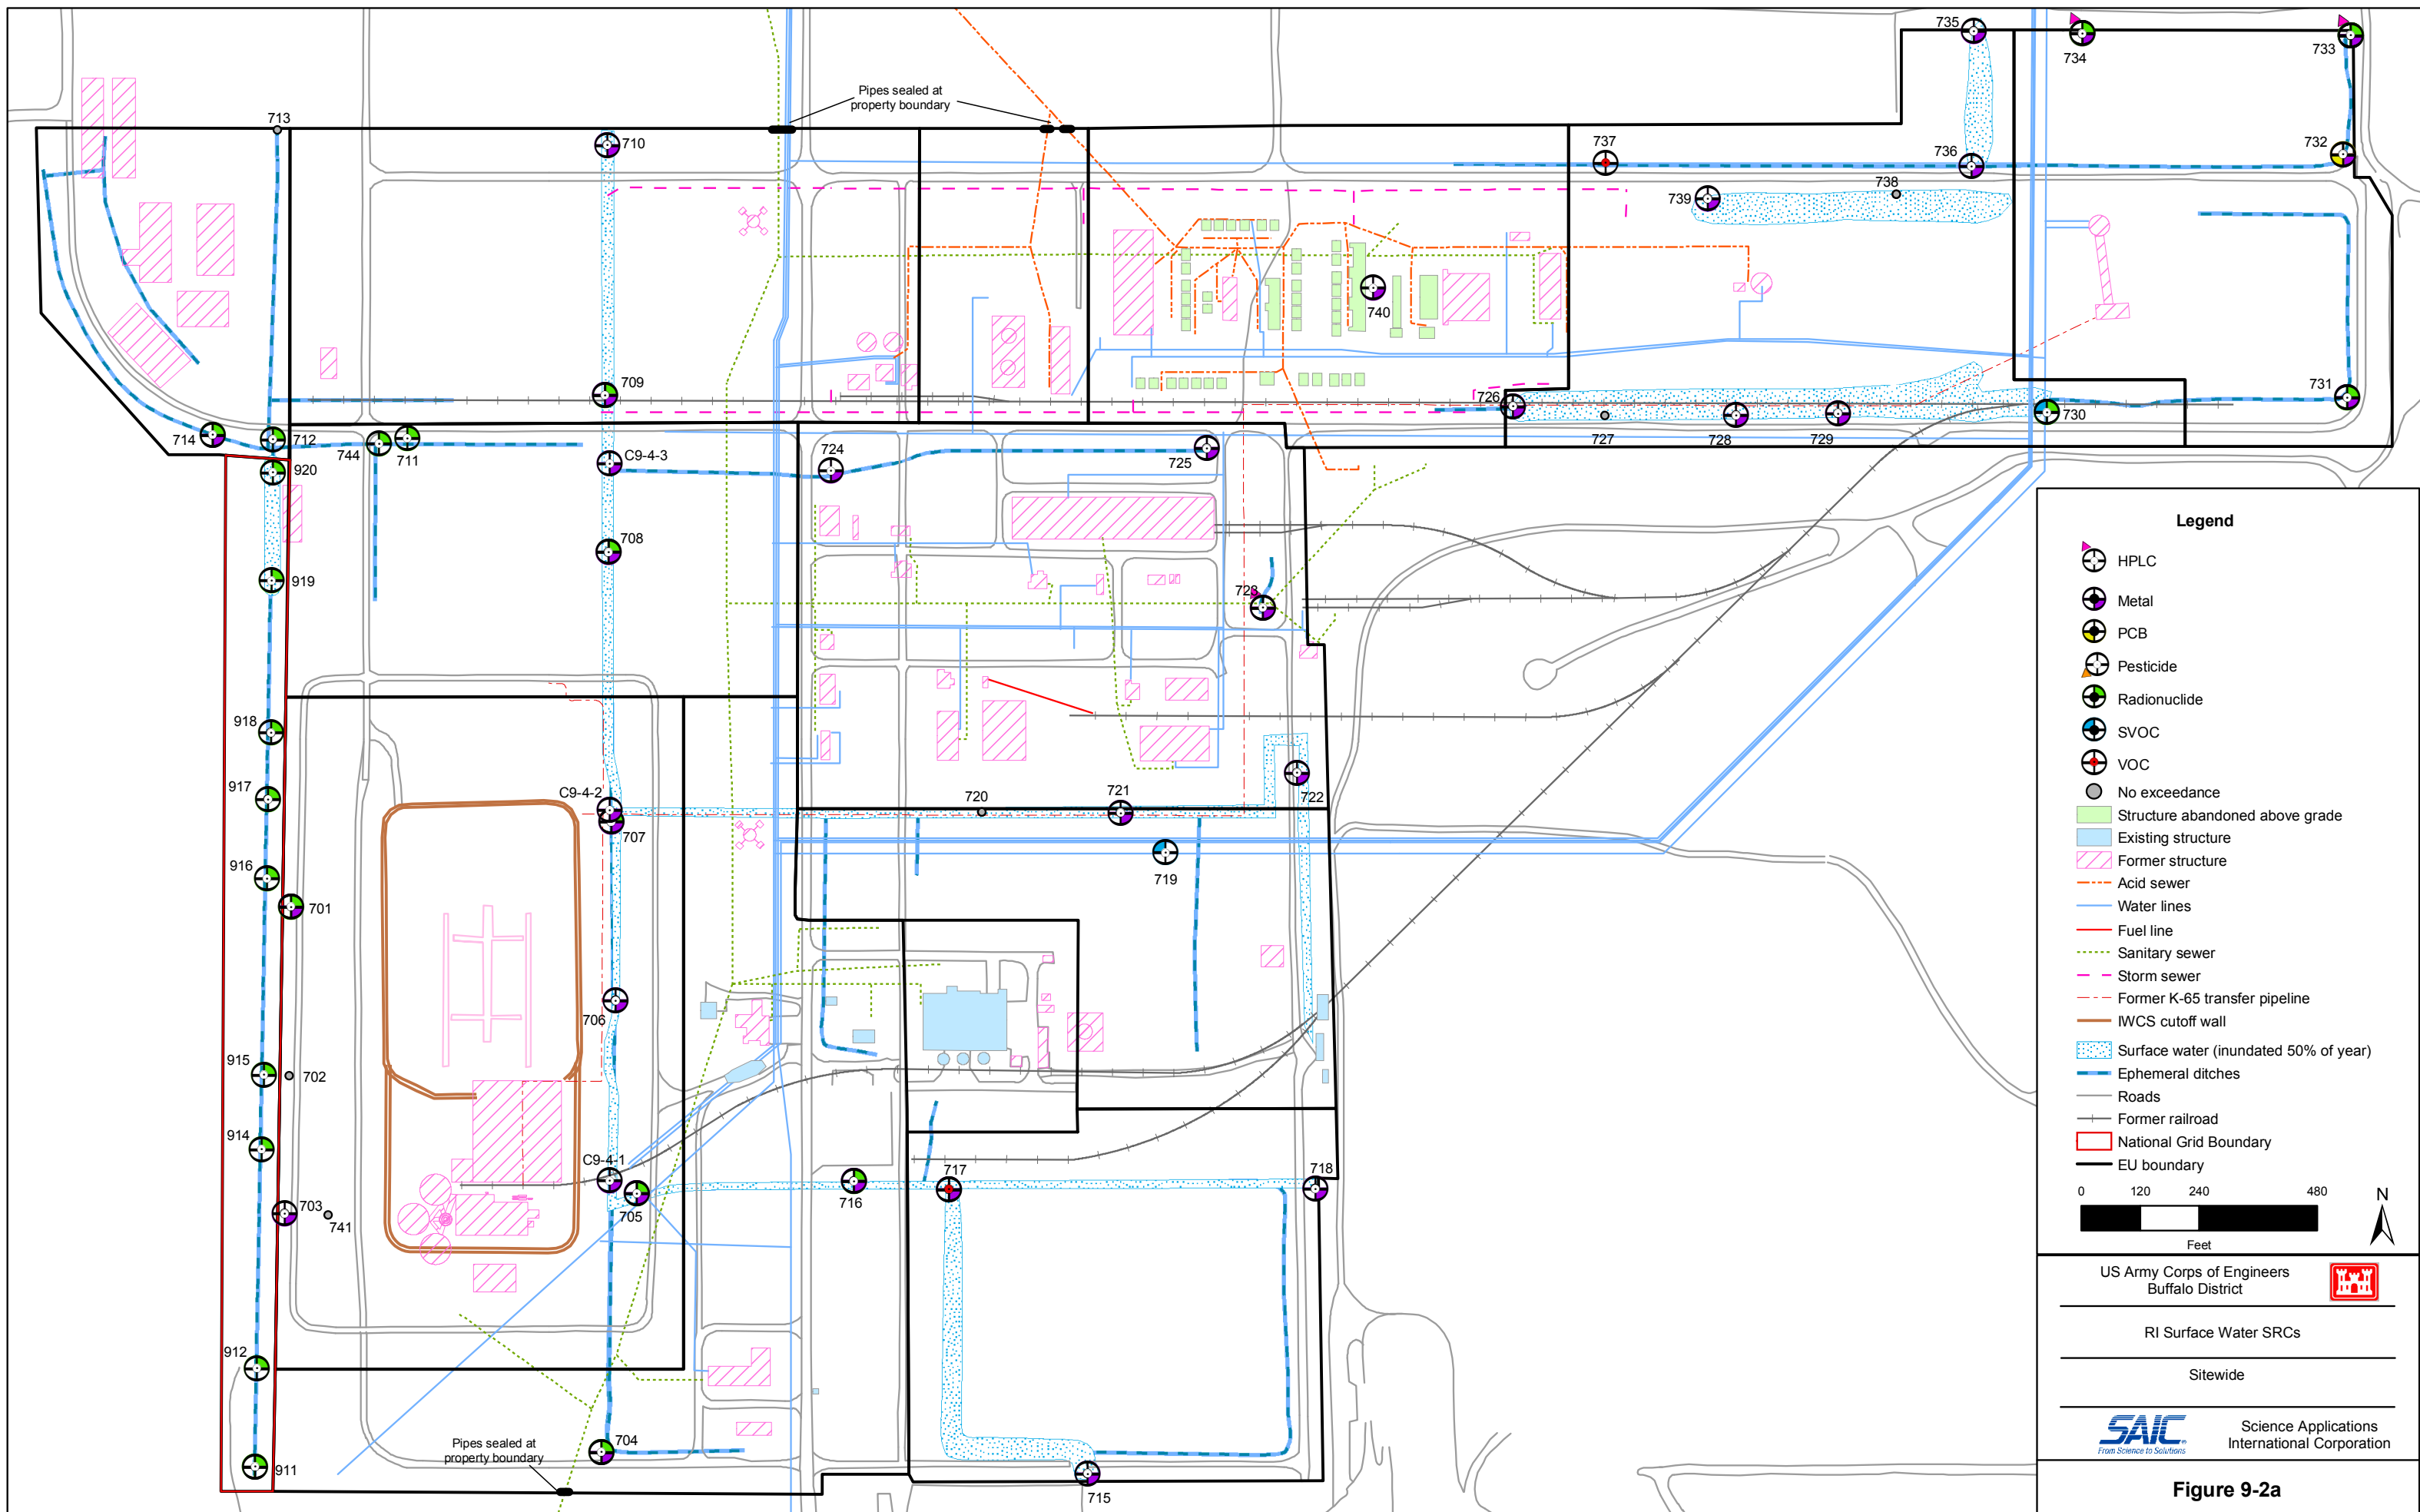 735
734
733
Pipes sealed at
property boundary
713
710
737
736
732
739
738
740
709
726
727
728
729
730
731
714
712
744
711
C9-4-3
724
725
920
708
919
723
918
917
C9-4-2
707
720
721
722
719
916
701
706
915
702
914
C9-4-1
703
741
705
716
717
718
912
704
Pipes sealed at
property boundary
911
715
Legend
HPLC
Metal
PCB
Pesticide
Radionuclide
SVOC
VOC
No exceedance
Structure abandoned above grade
Existing structure
Former structure
Acid sewer
Water lines
Fuel line
Sanitary sewer
Storm sewer
Former K-65 transfer pipeline
IWCS cutoff wall
Surface water (inundated 50% of year)
Ephemeral ditches
Roads
Former railroad
National Grid Boundary
EU boundary
0 120 240 480
Feet
N
US Army Corps of Engineers
Buffalo District
RI Surface Water SRCs
Sitewide
SAIC
From Science to Solutions
Science Applications
International Corporation
Figure 9-2a